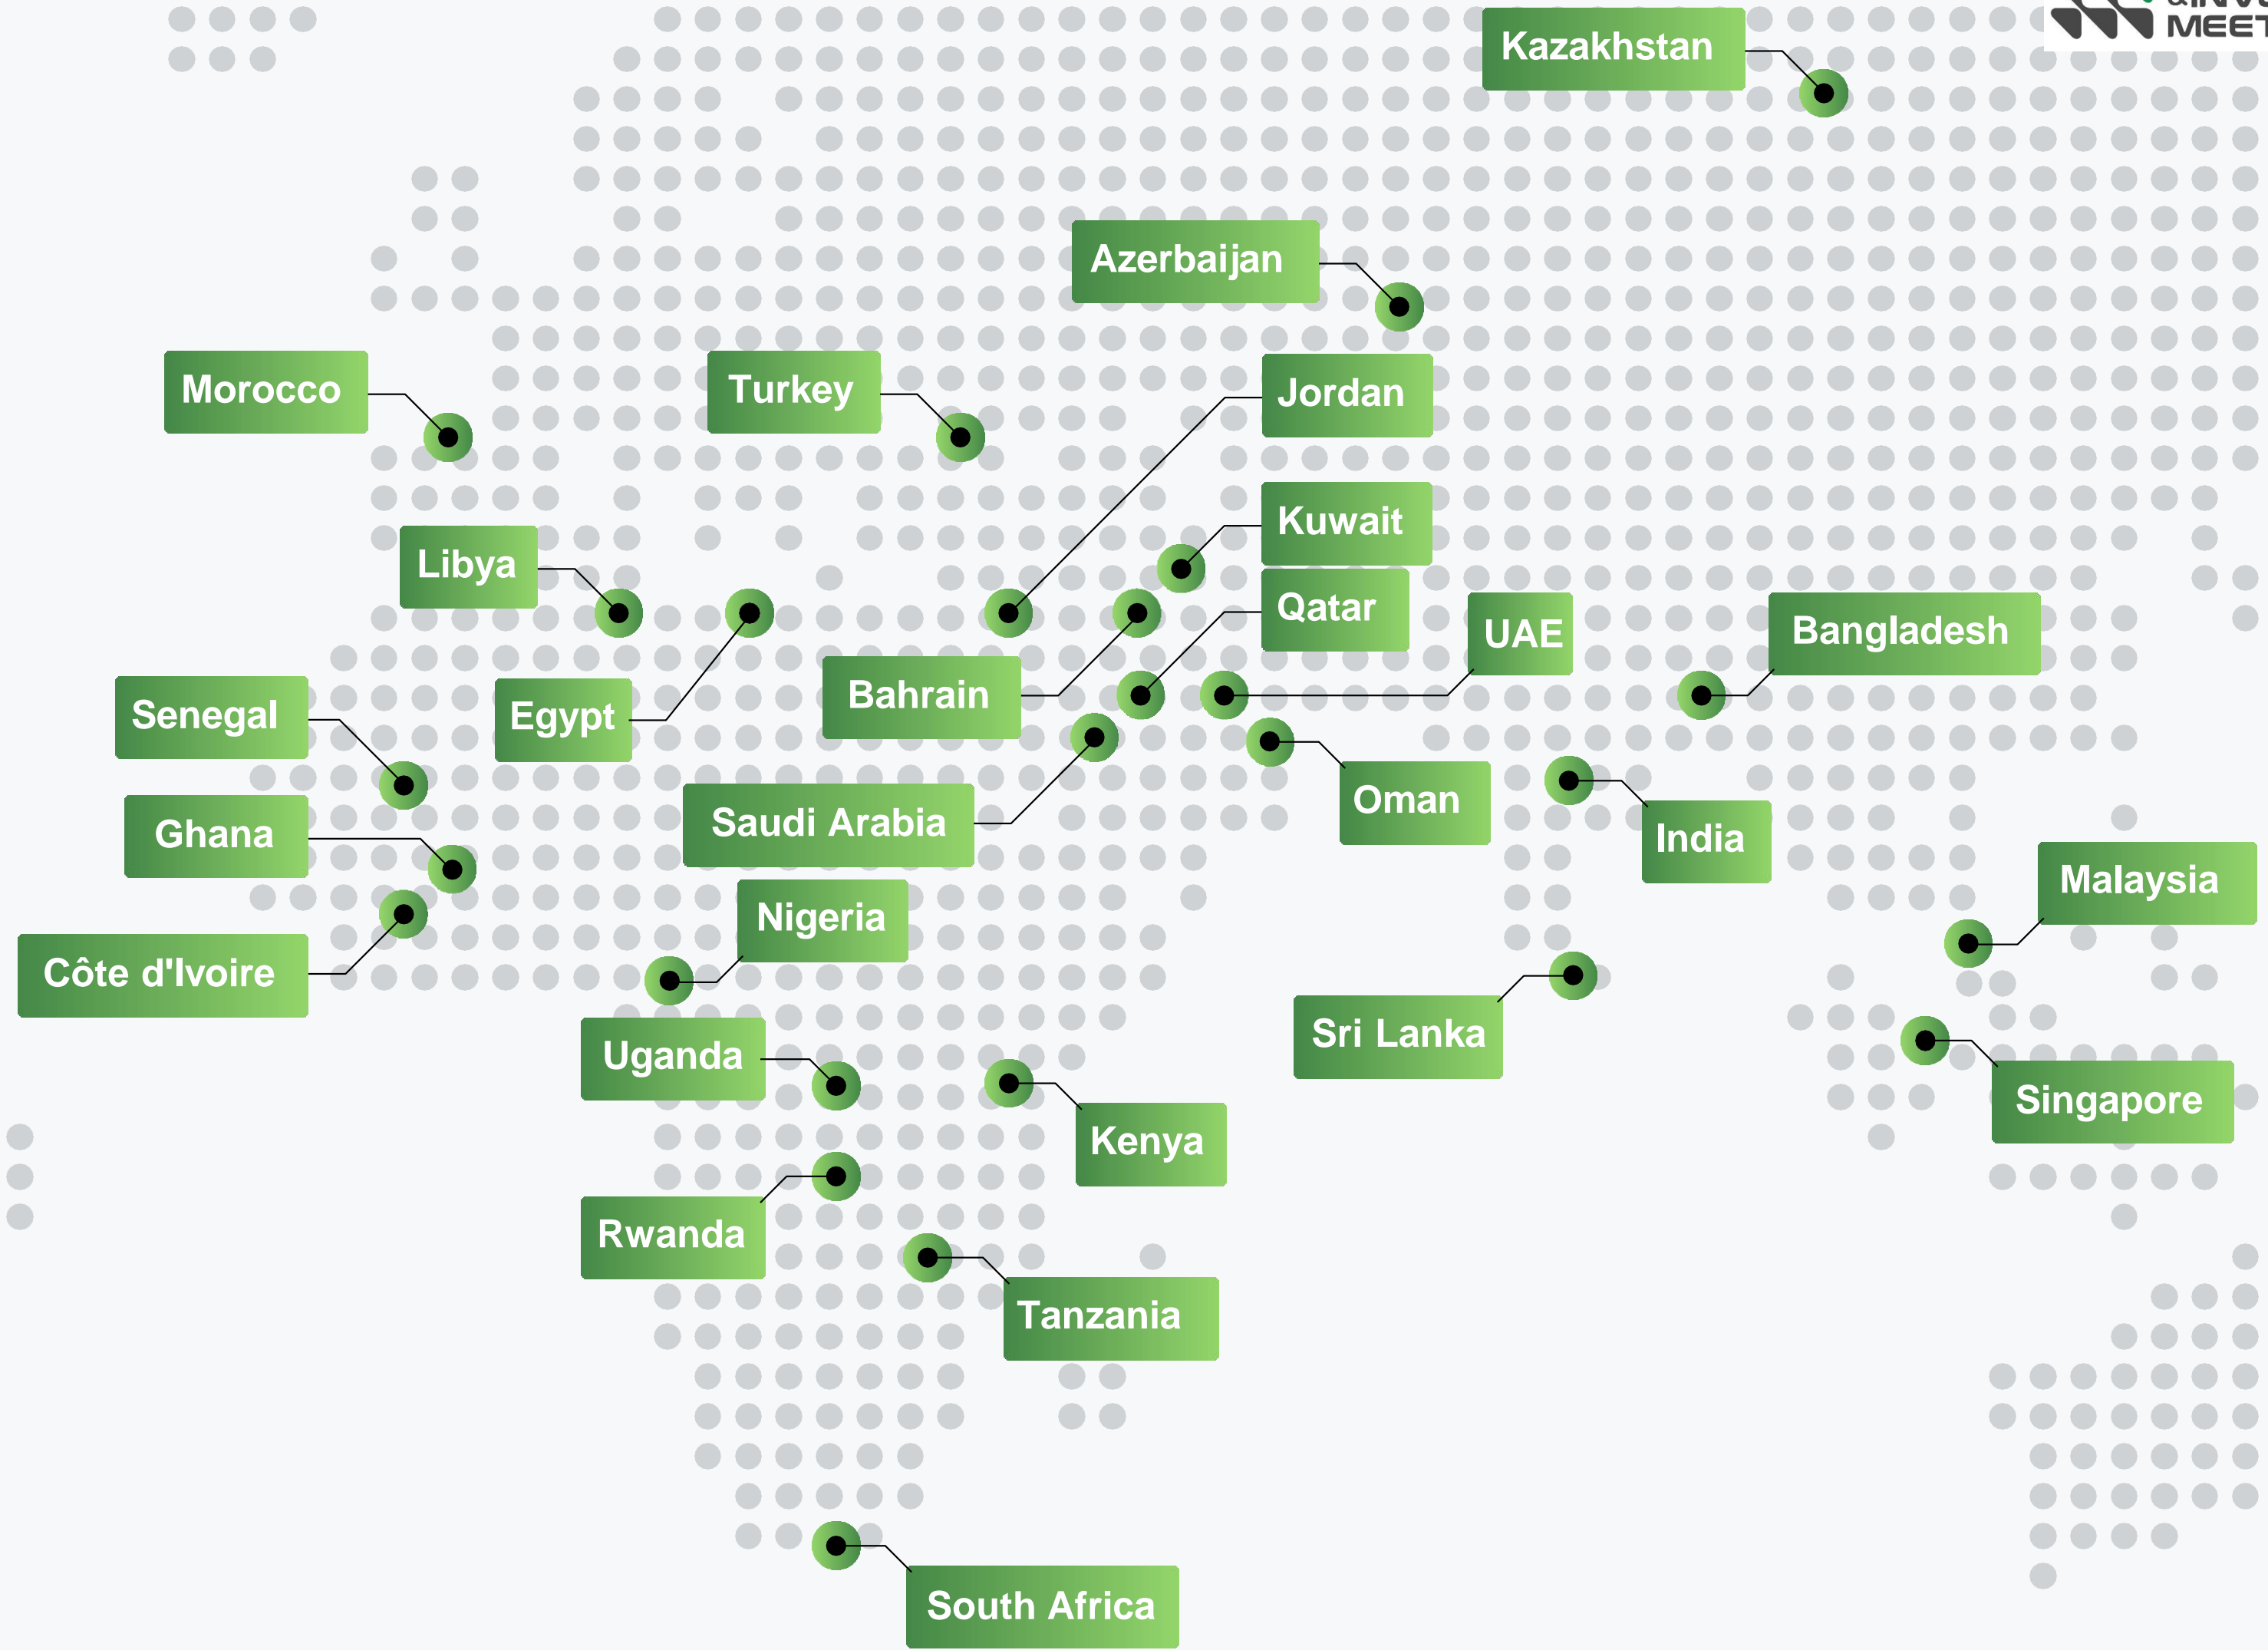 MEET
Kazakhstan
Azerbaijan
Morocco
Turkey
Jordan
Kuwait
Libya
Qatar
UAE
Bangladesh
Bahrain
Senegal
Egypt
Oman
Saudi Arabia
Ghana
India
Malaysia
Nigeria
Côte d'Ivoire
Sri Lanka
Uganda
Singapore
Kenya
Rwanda
Tanzania
South Africa